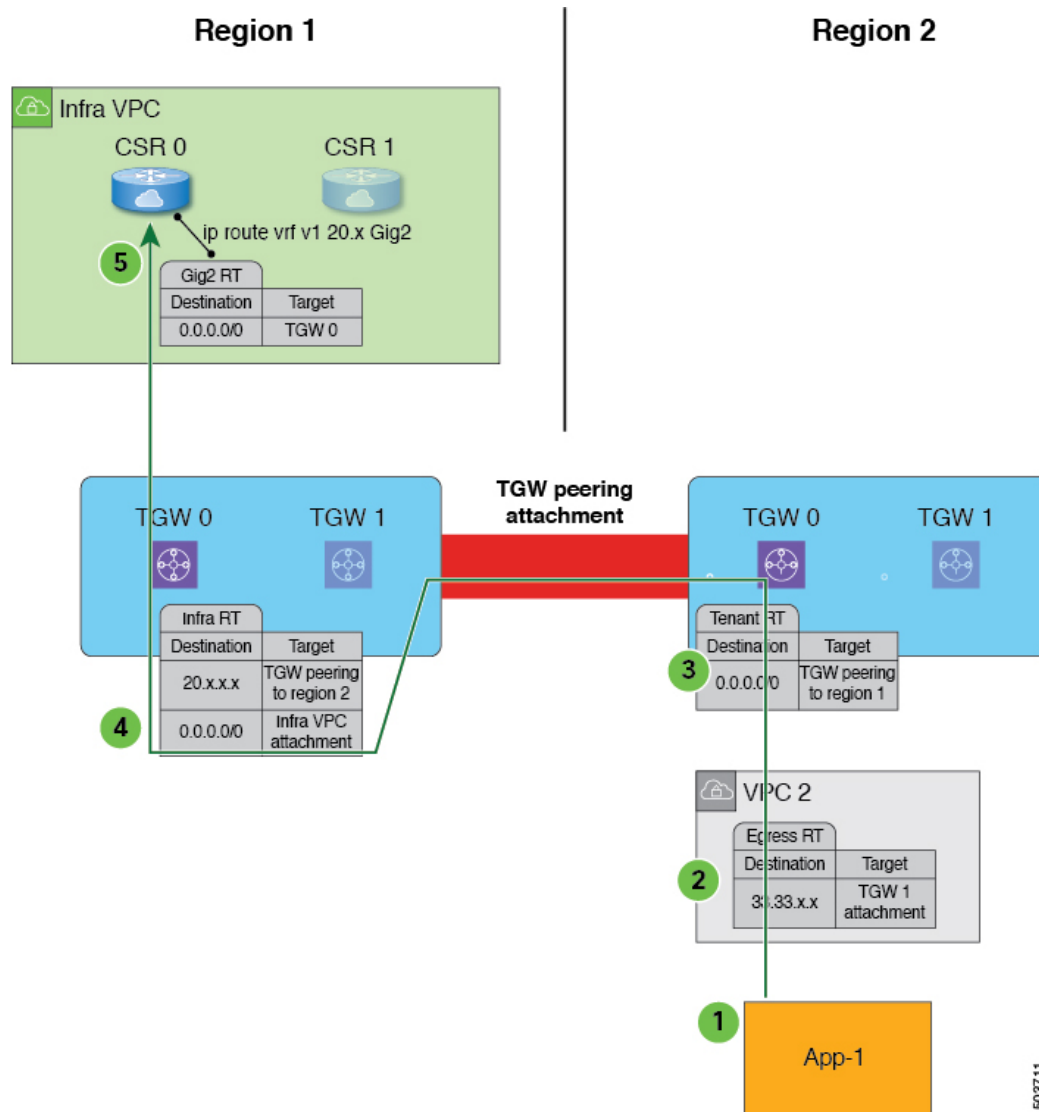 Region 1
Region 2
Infra VPC
CSR 0
CSR 1
ip route vrf v1 20.x Gig2
5
Gig2 RT
Destination
Target
0.0.0.0/0
TGW 0
TGW peering
attachment
TGW 0
TGW 1
TGW 0
TGW 1
Infra RT
Destination
Target
20.x.x.x
TGW peering
to region 2
4
0.0.0.0/0
Infra VPC
attachment
Tenant RT
Destination
Target
3
0.0.0.0/0
TGW peering
to region 1
VPC 2
Egress RT
Destination
Target
2
33.33.x.x
TGW 1
attachment
1
App-1
503711